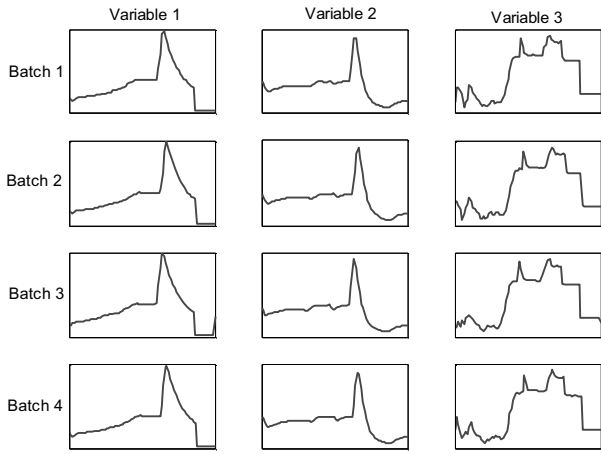 Variable 1
Variable 2
Variable 3
Batch 1
Batch 2
Batch 3
Batch 4